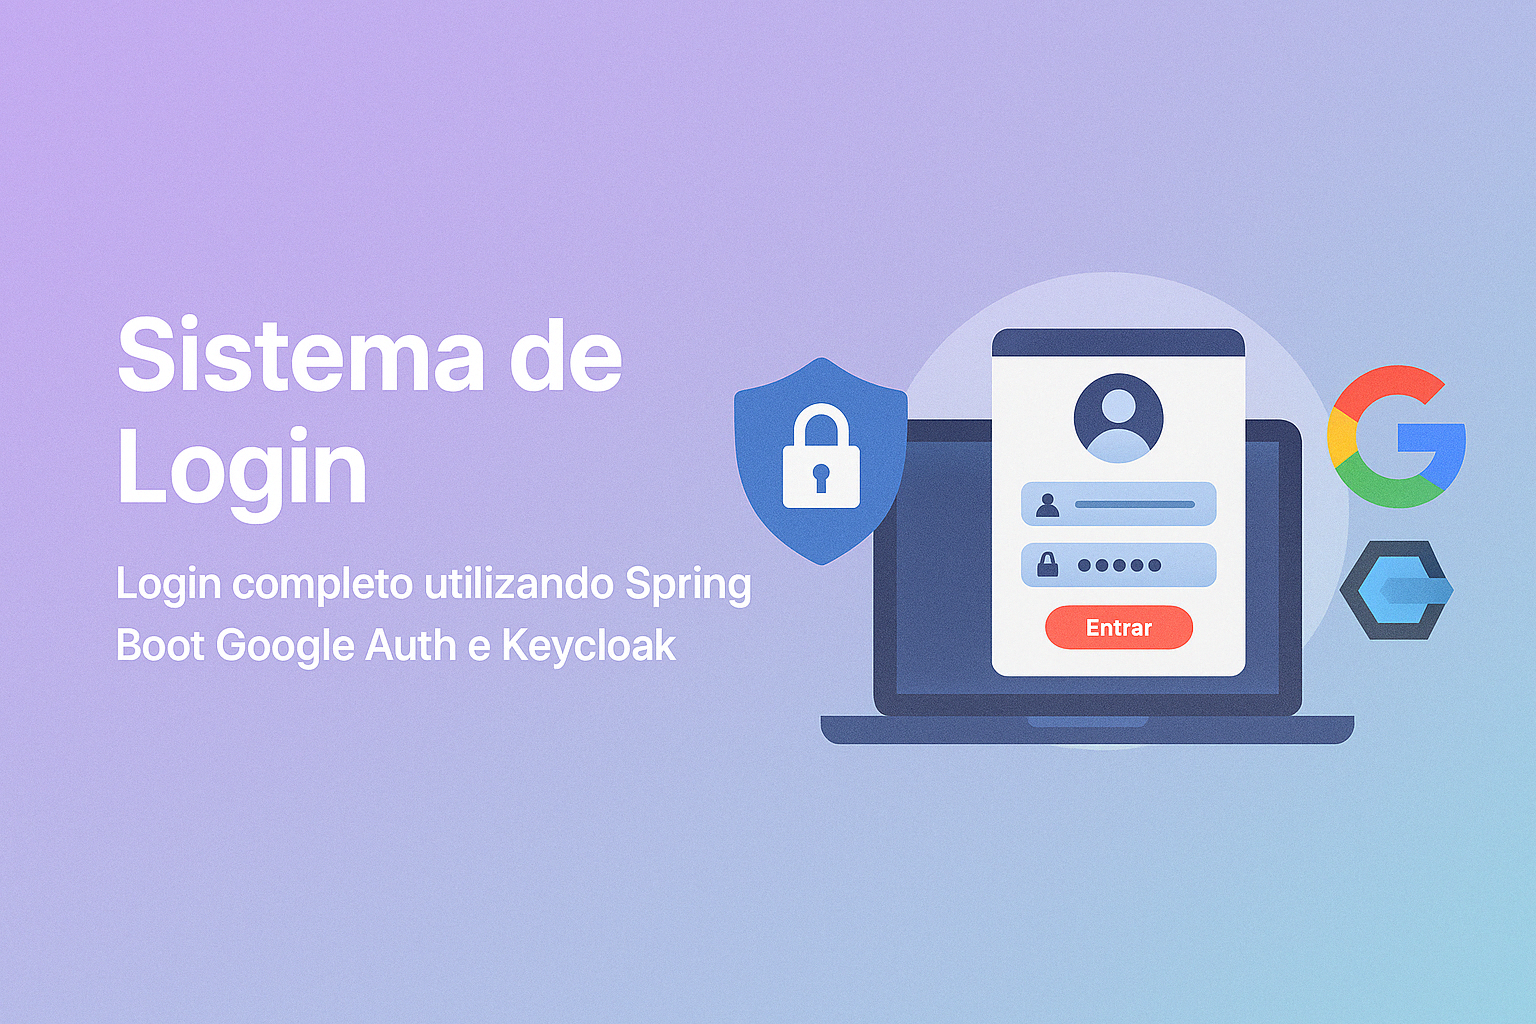 Sistema de
Login
Login completo utilizando Spring
Boot Google Auth e Keycloak
Entrar